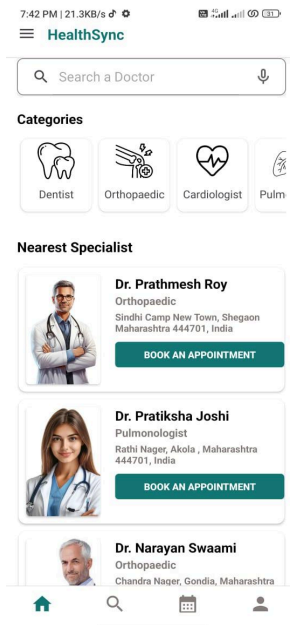 7:42 PM | 21.3KB/s
4G 31
HealthSync
Search a Doctor
Categories
Dentist Orthopaedic Cardiologist Pulm
Nearest Specialist
Dr. Prathmesh Roy
Orthopaedic
Sindhi Camp New Town, Shegaon
Maharashtra 444701, India
BOOK AN APPOINTMENT
Dr. Pratiksha Joshi
Pulmonologist
Rathi Nager, Akola , Maharashtra
444701, India
BOOK AN APPOINTMENT
Dr. Narayan Swaami
Orthopaedic
Chandra Nager, Gondia, Maharashtra